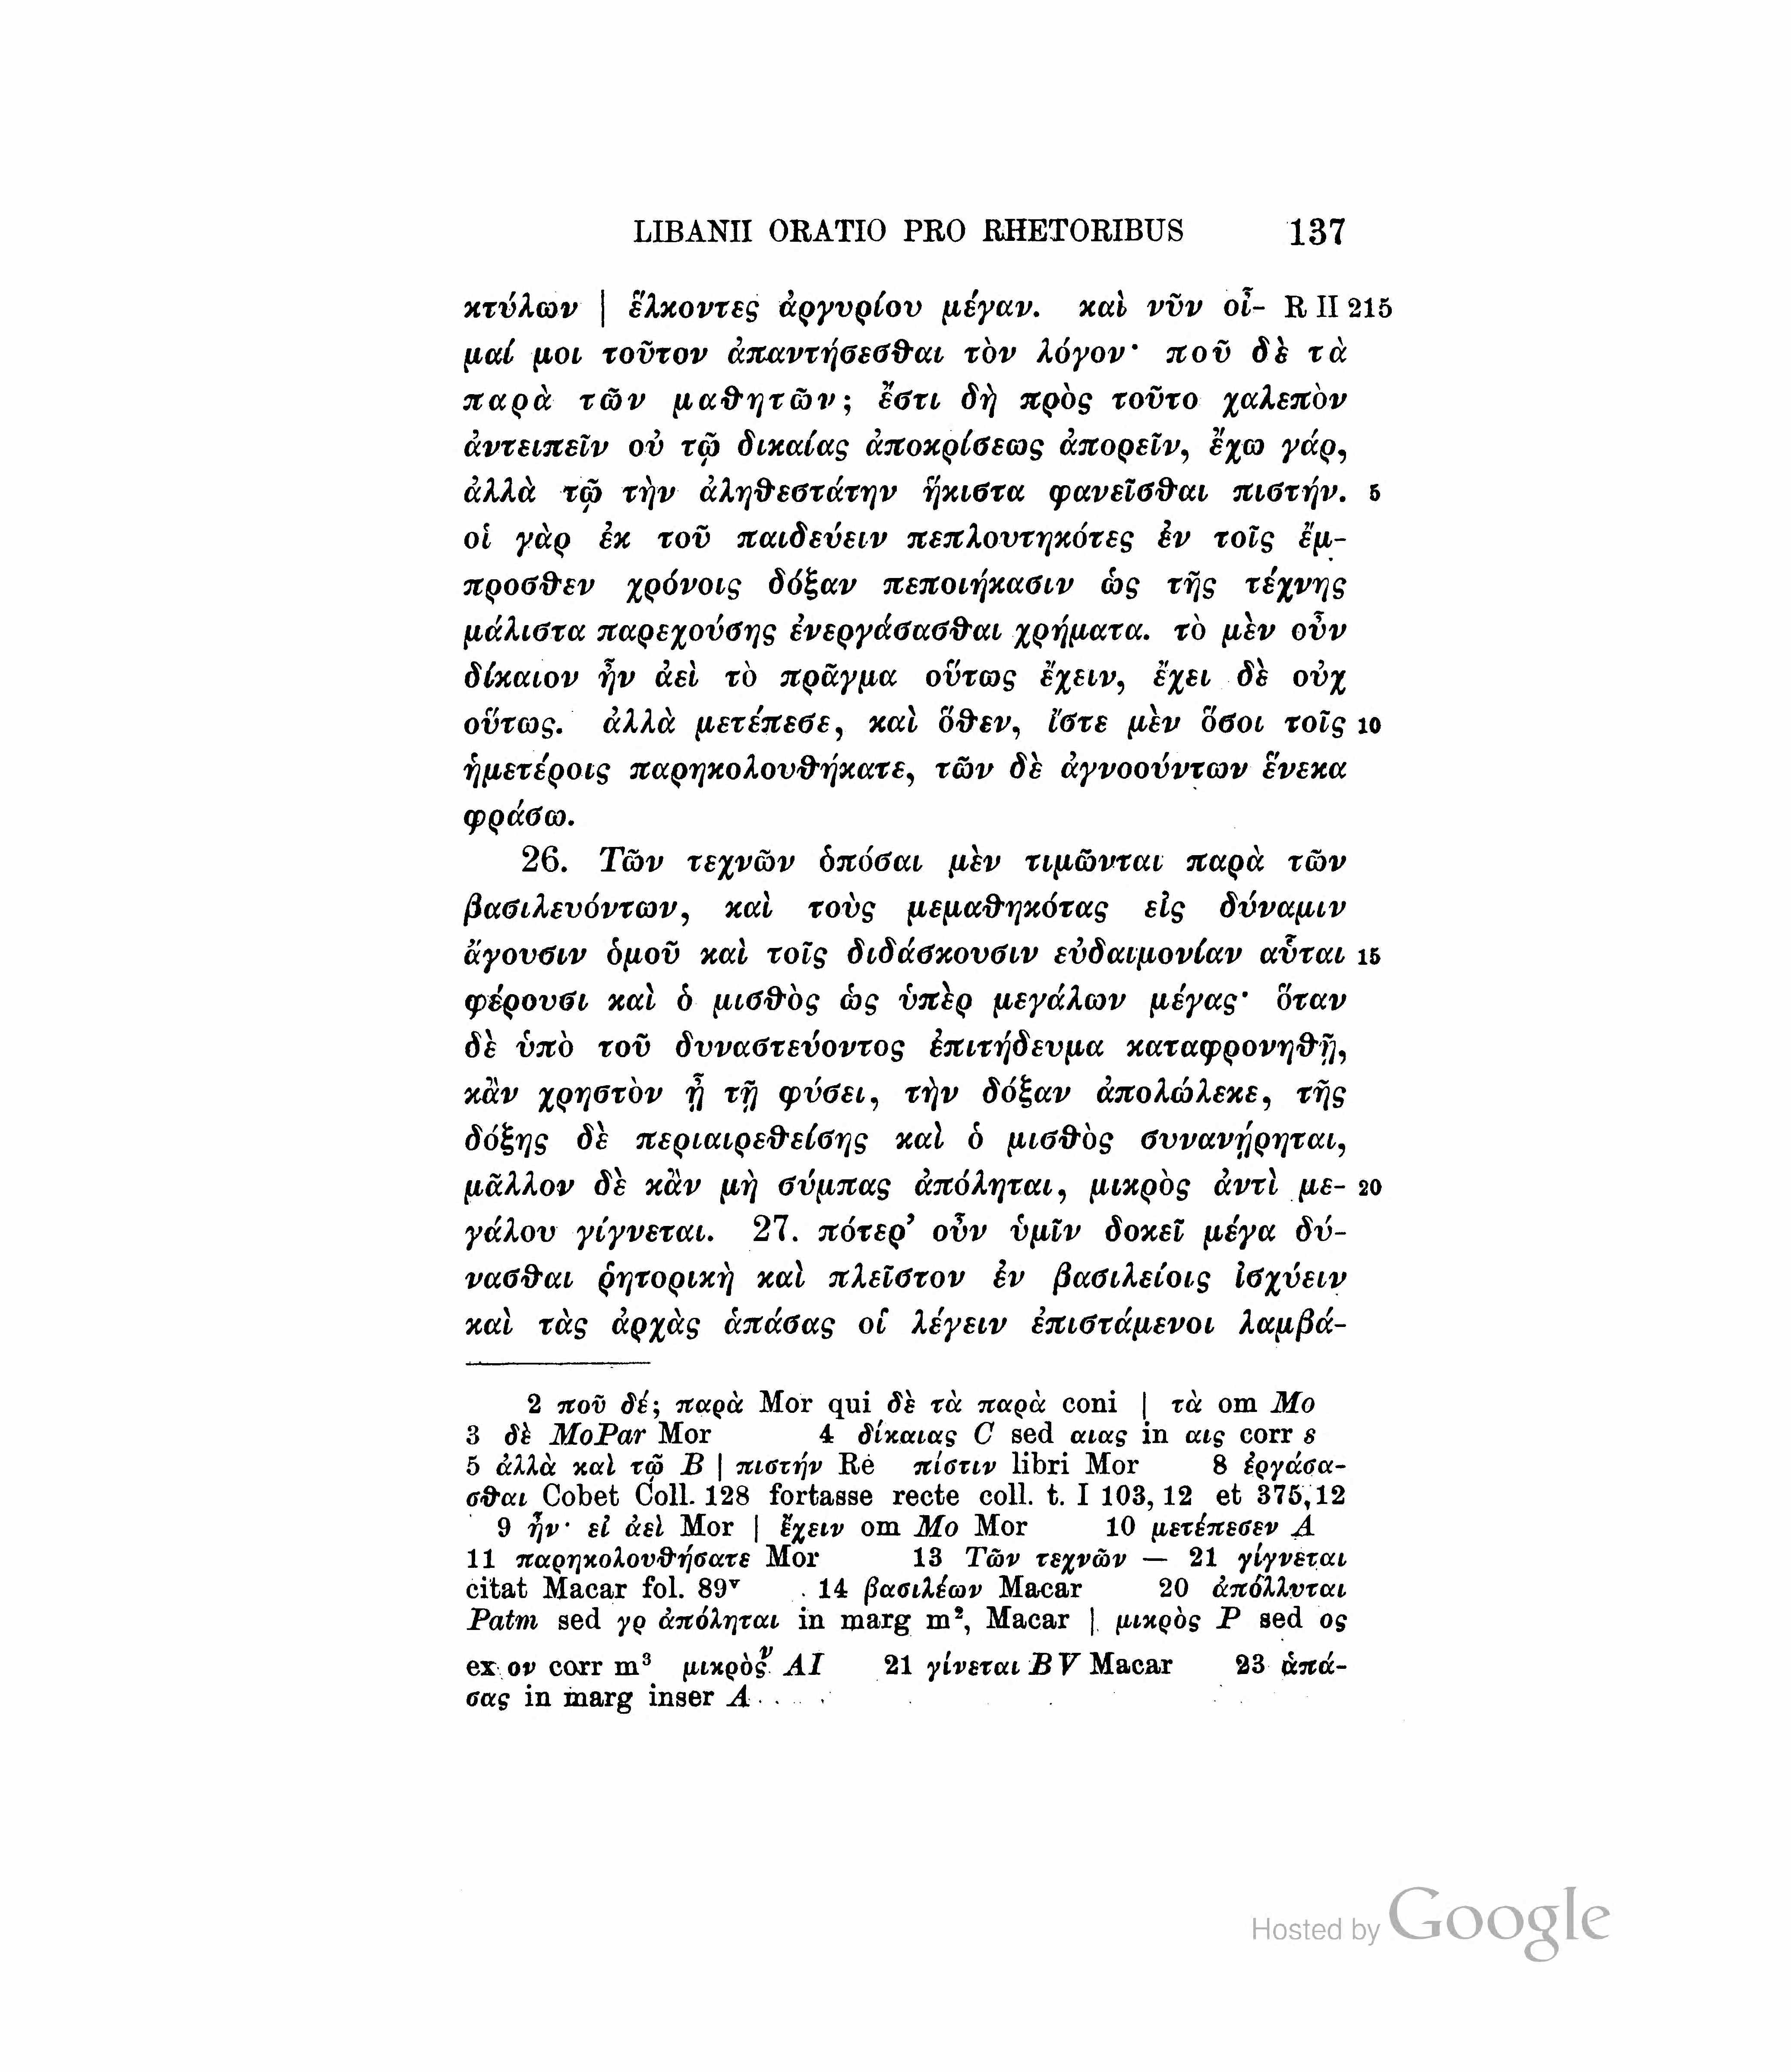 LIBANII ORATIO PRO RHETORIBUS 137
κτύλων | ἕλκοντες ἀργυρίου μέγαν. καὶ νῦν οἶ- R II 215
μαί μοι τοῦτον ἀπαντήσεσθαι τὸν λόγον· ποῦ δὲ τὰ
παρὰ τῶν μαθητῶν; ἔστι δὴ πρὸς τοῦτο χαλεπὸν
ἀντειπεῖν οὐ τῷ δικαίας ἀποκρίσεως ἀπορεῖν, ἔχω γάρ,
ἀλλὰ τῷ τὴν ἀληθεστάτην ἥκιστα φανεῖσθαι πιστήν. 5
οἱ γὰρ ἐκ τοῦ παιδεύειν πεπλουτηκότες ἐν τοῖς ἔμ-
προσθεν χρόνοις δόξαν πεποιήκασιν ὡς τῆς τέχνης
μάλιστα παρεχούσης ἐνεργάσασθαι χρήματα. τὸ μὲν οὖν
δίκαιον ἦν ἀεὶ τὸ πρᾶγμα οὕτως ἔχειν, ἔχει δὲ οὐχ
οὕτως. ἀλλὰ μετέπεσε, καὶ ὅθεν, ἴστε μὲν ὅσοι τοῖς 10
ἡμετέροις παρηκολουθήκατε, τῶν δὲ ἀγνοούντων ἕνεκα
φράσω.
26. Τῶν τεχνῶν ὁπόσαι μὲν τιμῶνται παρὰ τῶν
βασιλευόντων, καὶ τοὺς μεμαθηκότας εἰς δύναμιν
ἄγουσιν ὁμοῦ καὶ τοῖς διδάσκουσιν εὐδαιμονίαν αὗται 15
φέρουσι καὶ ὁ μισθὸς ὡς ὑπὲρ μεγάλων μέγας· ὅταν
δὲ ὑπὸ τοῦ δυναστεύοντος ἐπιτήδευμα καταφρονηθῇ,
κἂν χρηστὸν ᾖ τῇ φύσει, τὴν δόξαν ἀπολώλεκε, τῆς
δόξης δὲ περιαιρεθείσης καὶ ὁ μισθὸς συνανῄρηται,
μᾶλλον δὲ κἂν μὴ σύμπας ἀπόληται, μικρὸς ἀντὶ με- 20
γάλου γίγνεται. 27. πότερ’ οὖν ὑμῖν δοκεῖ μέγα δύ-
νασθαι ῥητορικὴ καὶ πλεῖστον ἐν βασιλείοις ἰσχύειν
καὶ τὰς ἀρχὰς ἁπάσας οἱ λέγειν ἐπιστάμενοι λαμβά-
2 ποῦ δέ; παρὰ Mor qui δὲ τὰ παρὰ coni | τὰ om Mo
3 δὲ MoPar Mor 4 δίκαιας C sed αιας in αις corr s
5 ἀλλὰ καὶ τῷ B | πιστήν Re πίστιν libri Mor 8 ἐργάσα-
σθαι Cobet Coll. 128 fortasse recte coll. t. I 103, 12 et 375, 12
9 ἦν· εἰ ἀεὶ Mor | ἔχειν om Mo Mor 10 μετέπεσεν A
11 παρηκολουθήσατε Mor 13 Τῶν τεχνῶν — 21 γίγνεται
citat Macar fol. 89ᵛ 14 βασιλέων Macar 20 ἀπόλλυται
Patm sed γρ ἀπόληται in marg m², Macar | μικρὸς P sed ος
ex ον corr m³ μικρὸςν AI 21 γίνεται BV Macar 23 ἁπά-
σας in marg inser A
Hosted by Google